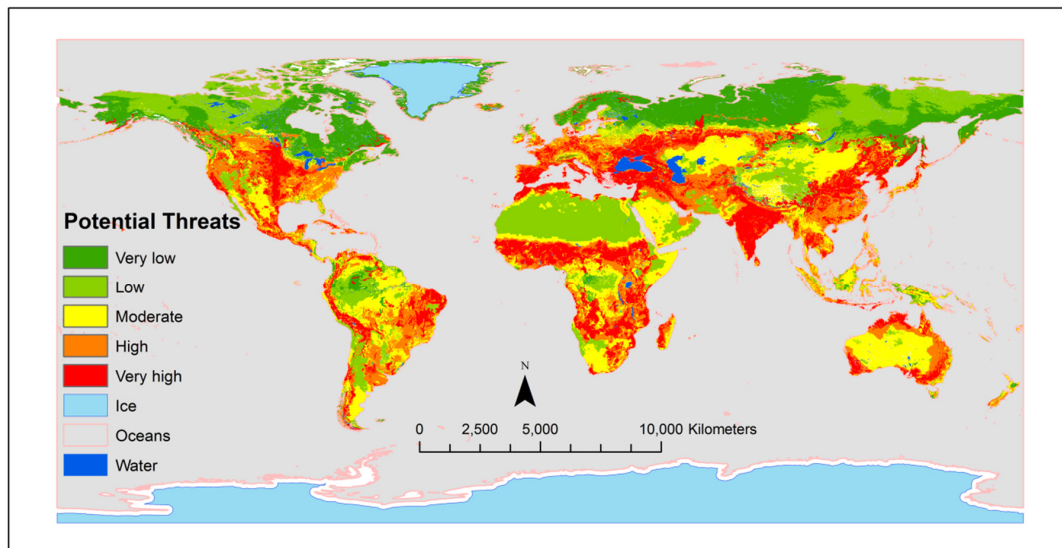 Potential Threats
Very low
Low
Moderate
High
Very high
Ice
Oceans
Water
N
0 2,500 5,000 10,000 Kilometers